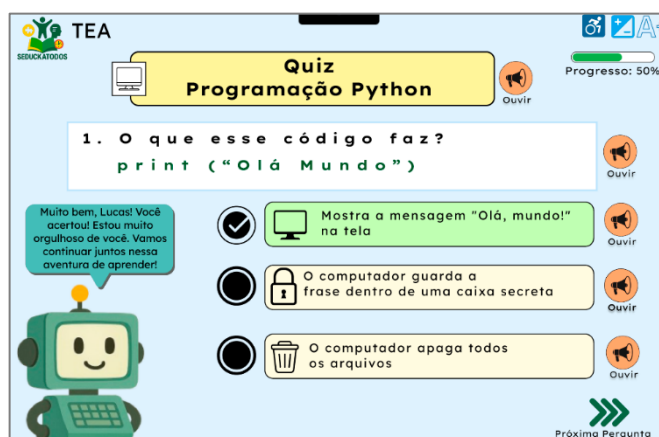 TEA
SEDUCKATODOS
Quiz
Programação Python
Ouvir
A+
Progresso: 50%
1. O que esse código faz?
print (“Olá Mundo”)
Ouvir
Muito bem, Lucas! Você
acertou! Estou muito
orgulhoso de você. Vamos
continuar juntos nessa
aventura de aprender!
Mostra a mensagem "Olá, mundo!"
na tela
Ouvir
O computador guarda a
frase dentro de uma caixa secreta
Ouvir
O computador apaga todos
os arquivos
Ouvir
Próxima Pergunta